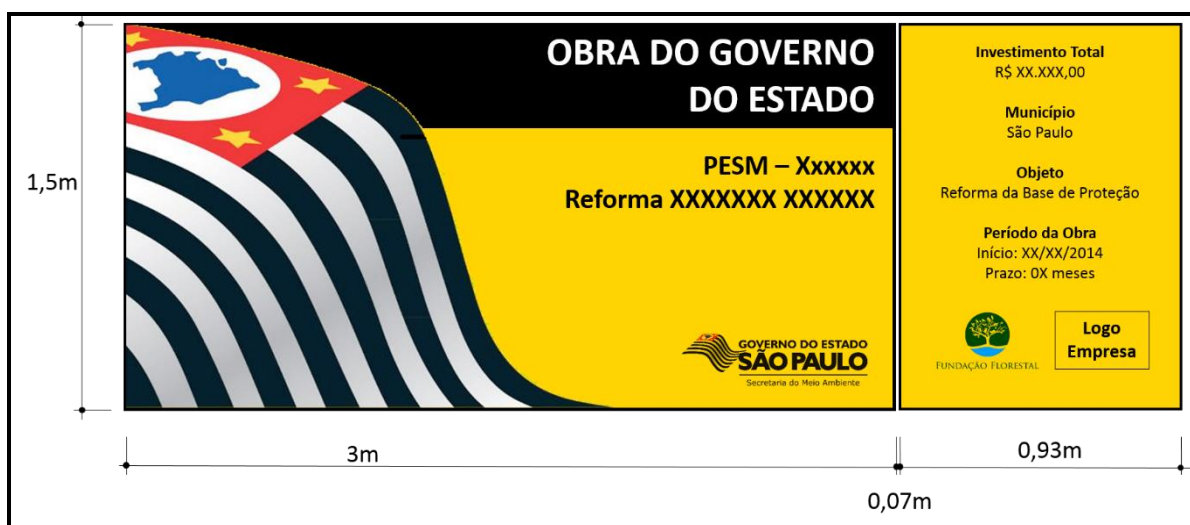 OBRA DO GOVERNO
DO ESTADO
PESM – Xxxxxx
Reforma XXXXXXX XXXXXX
GOVERNO DO ESTADO
SÃO PAULO
Secretaria do Meio Ambiente
Investimento Total
R$ XX.XXX,00
Município
São Paulo
Objeto
Reforma da Base de Proteção
Período da Obra
Início: XX/XX/2014
Prazo: 0X meses
FUNDAÇÃO FLORESTAL
Logo
Empresa
1,5m
3m
0,93m
0,07m